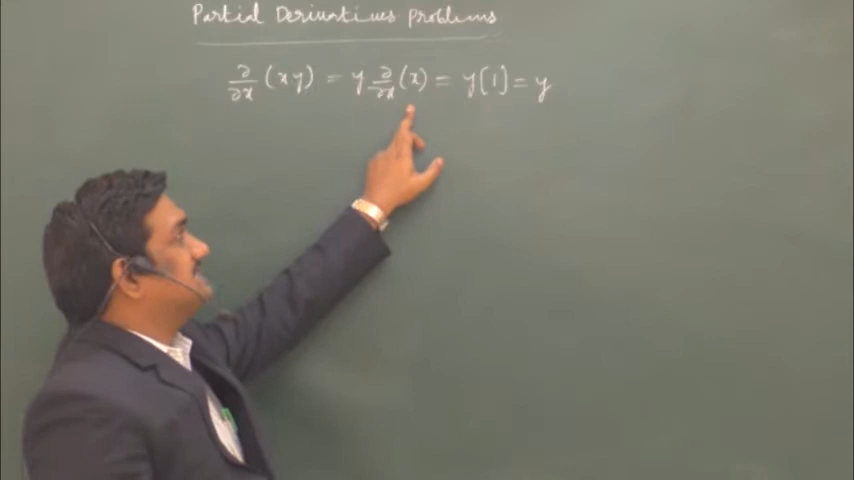 Partial Derivatives Problems
∂/∂x (xy) = y ∂/∂x (x) = y[1] = y